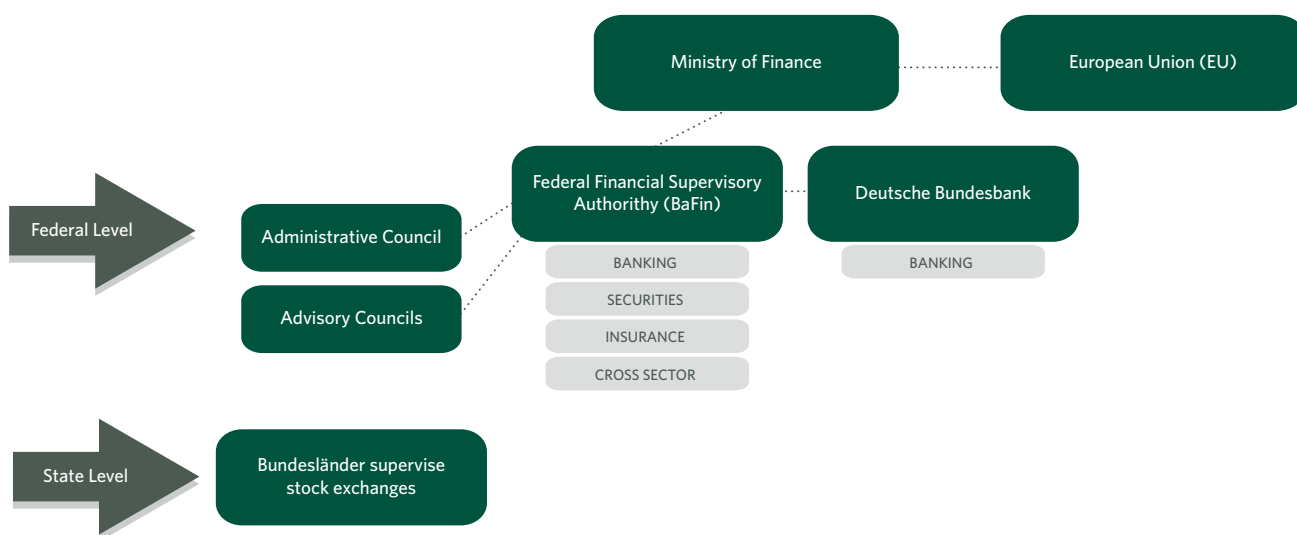 Ministry of Finance
European Union (EU)
Federal Financial Supervisory
Authorithy (BaFin)
Deutsche Bundesbank
Federal Level
Administrative Council
Advisory Councils
BANKING
SECURITIES
INSURANCE
CROSS SECTOR
BANKING
State Level
Bundesländer supervise
stock exchanges